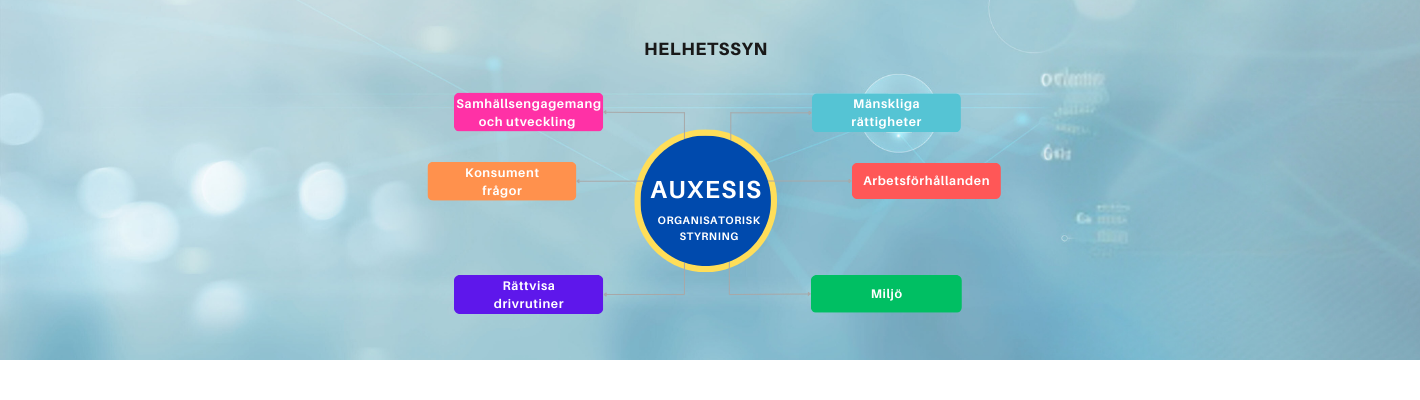 HELHETSSYN
Samhällsengagemang
och utveckling
Mänskliga
rättigheter
Konsument
frågor
AUXESIS
ORGANISATORISK
STYRNING
Arbetsförhållanden
Rättvisa
drivrutiner
Miljö